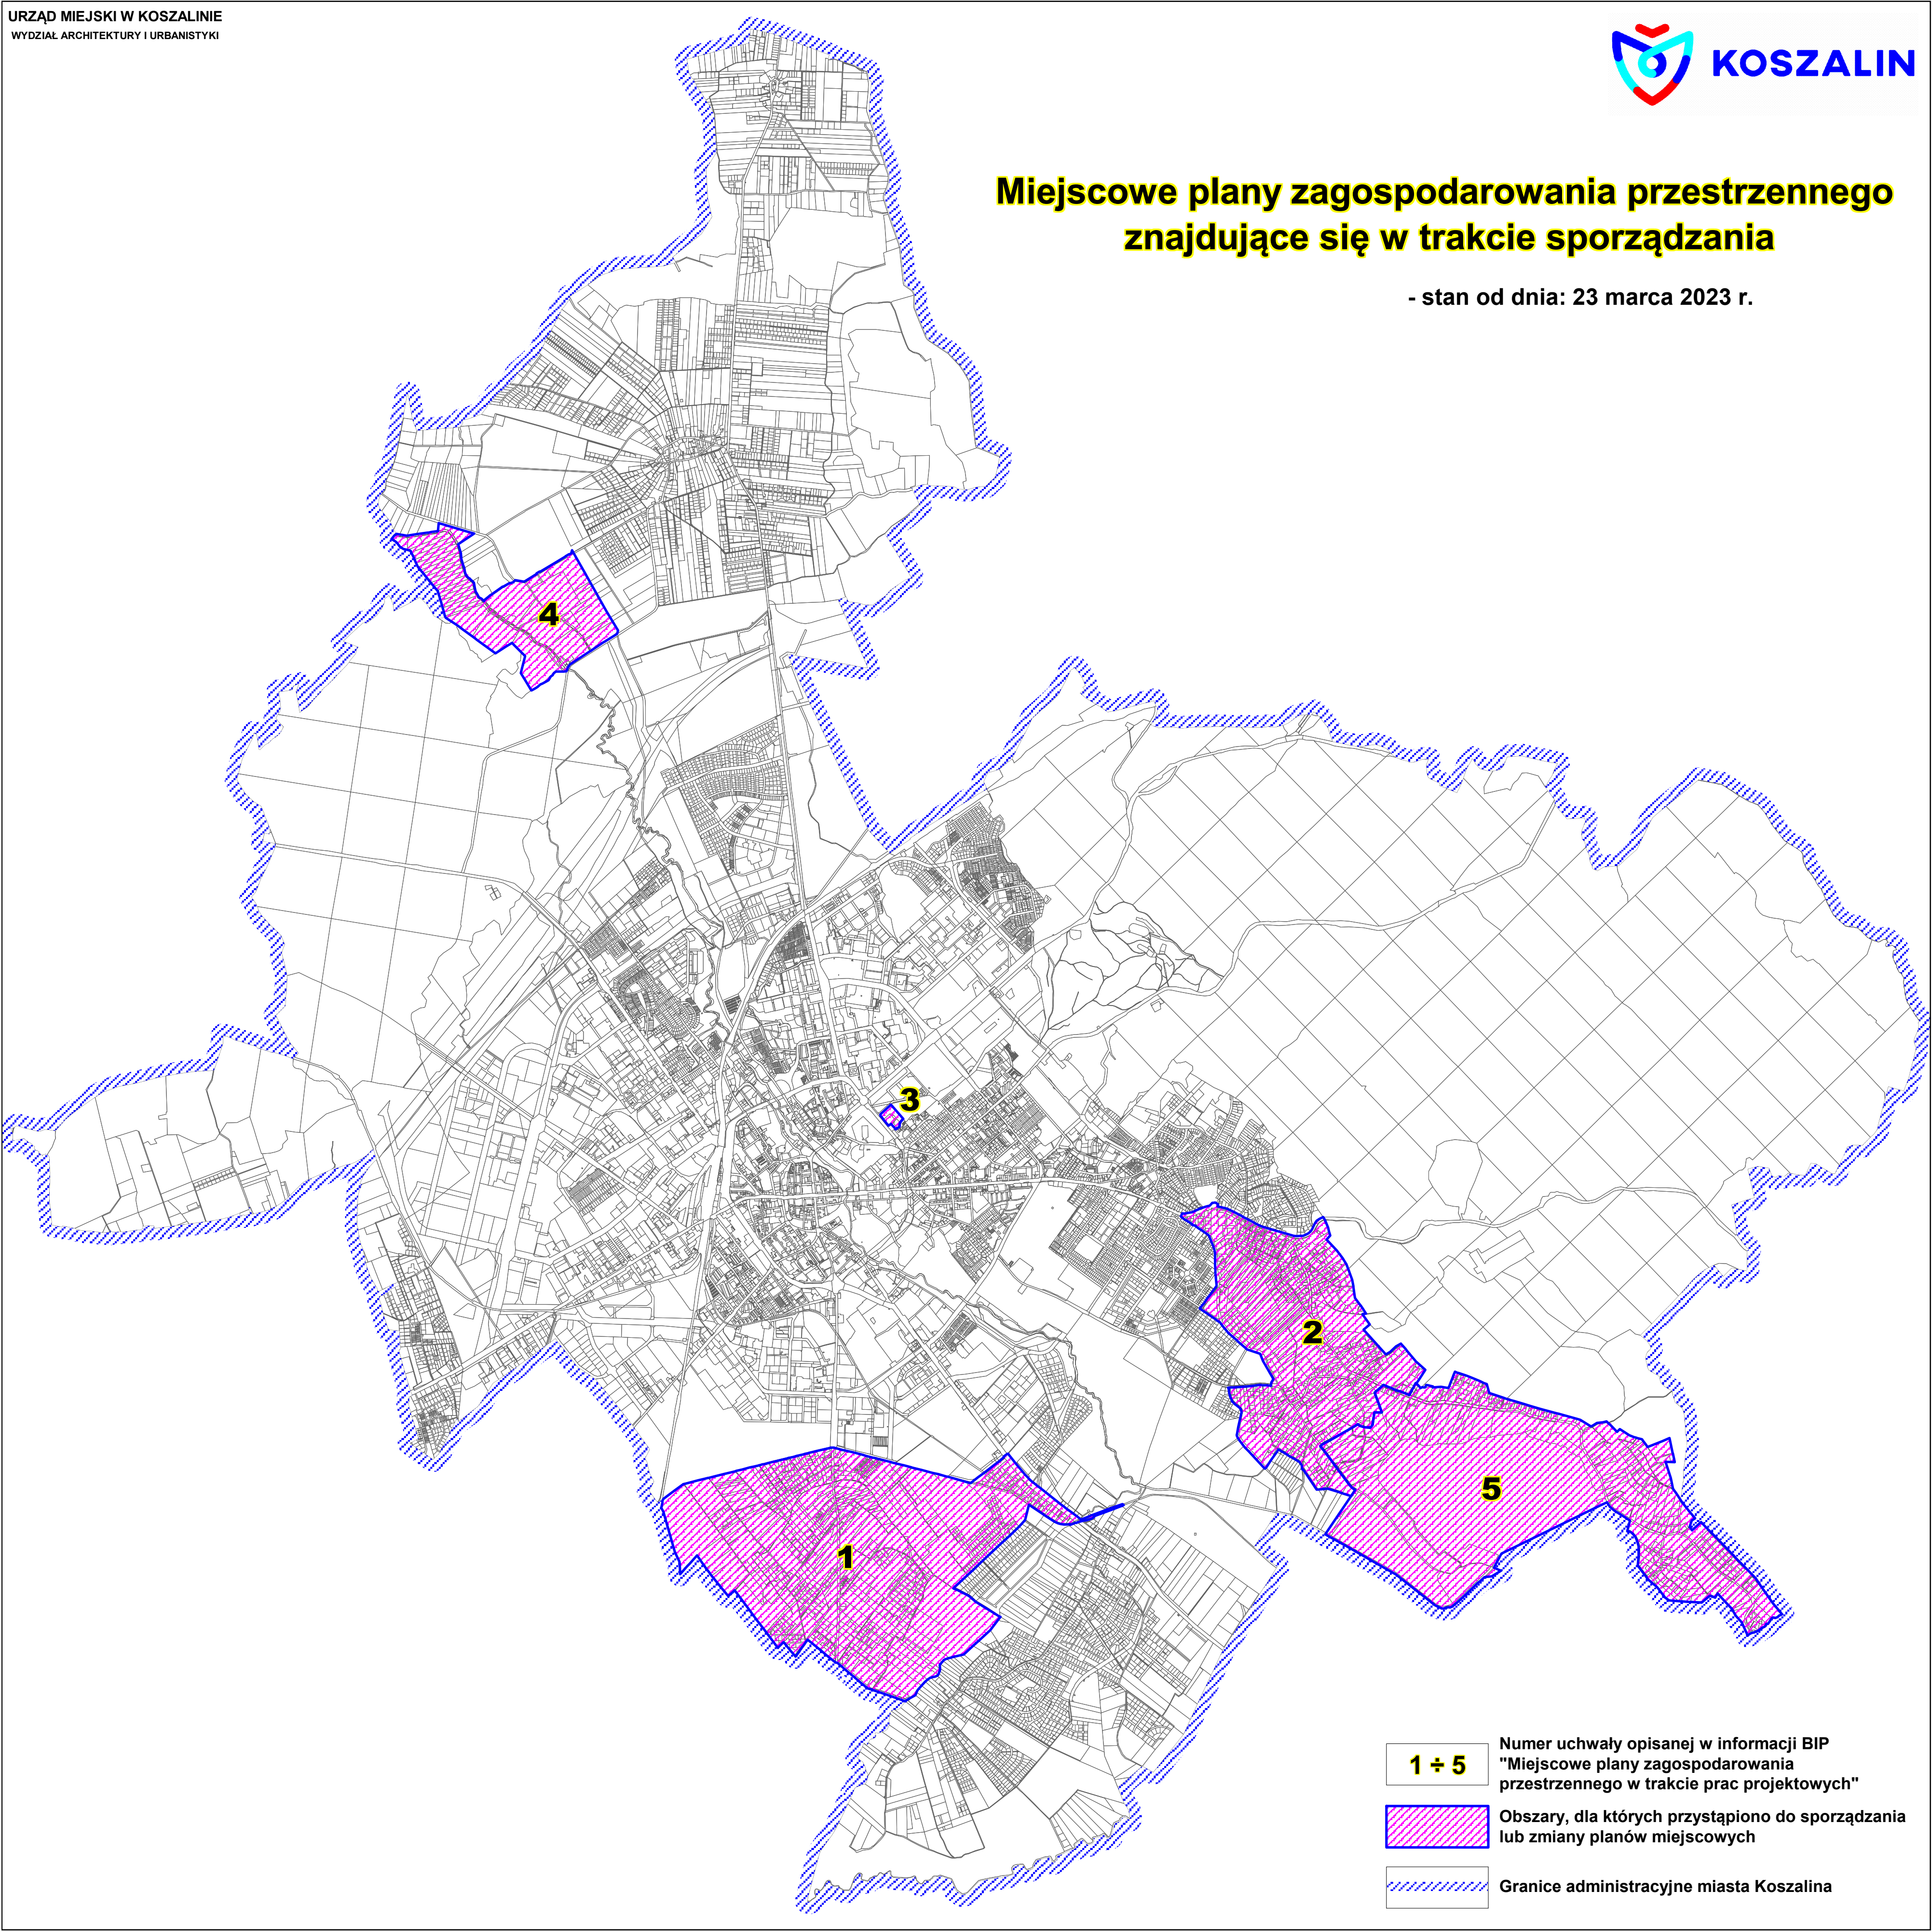 URZĄD MIEJSKI W KOSZALINIE
WYDZIAŁ ARCHITEKTURY I URBANISTYKI
KOSZALIN
Miejscowe plany zagospodarowania przestrzennego
znajdujące się w trakcie sporządzania
- stan od dnia: 23 marca 2023 r.
4
3
2
5
1
1 ÷ 5
Numer uchwały opisanej w informacji BIP
"Miejscowe plany zagospodarowania
przestrzennego w trakcie prac projektowych"
Obszary, dla których przystąpiono do sporządzania
lub zmiany planów miejscowych
Granice administracyjne miasta Koszalina